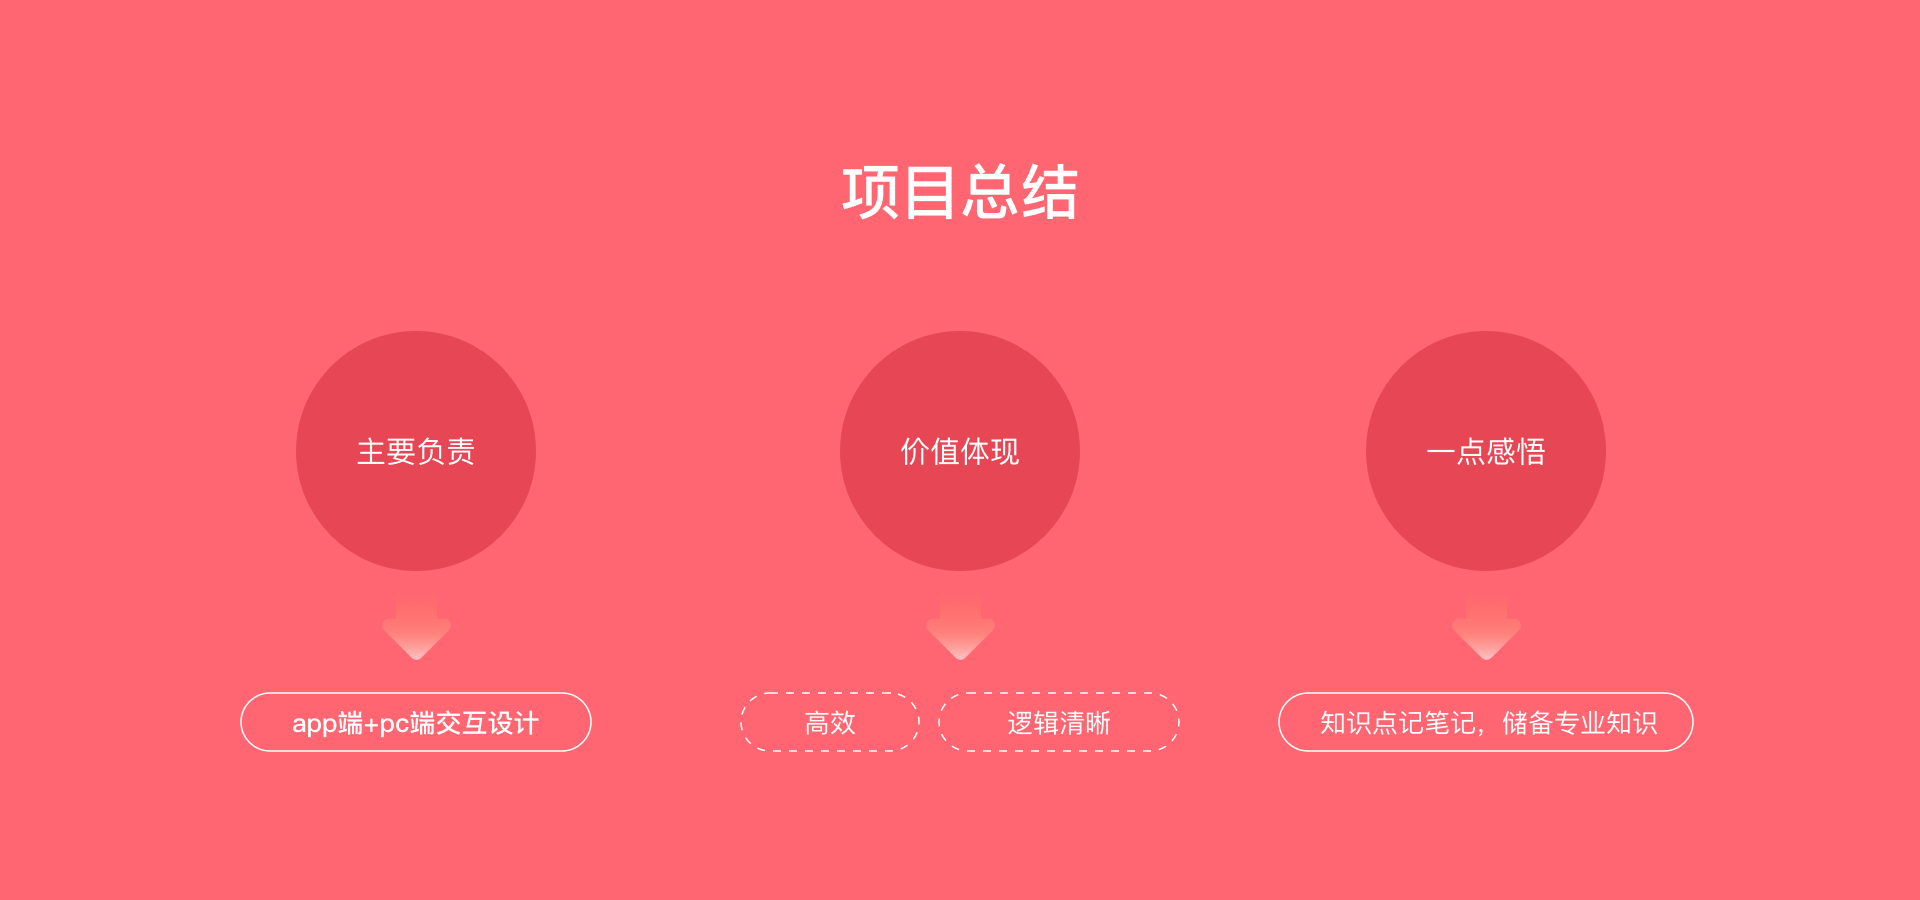 项目总结
主要负责
价值体现
一点感悟
app端+pc端交互设计
高效
逻辑清晰
知识点记笔记，储备专业知识